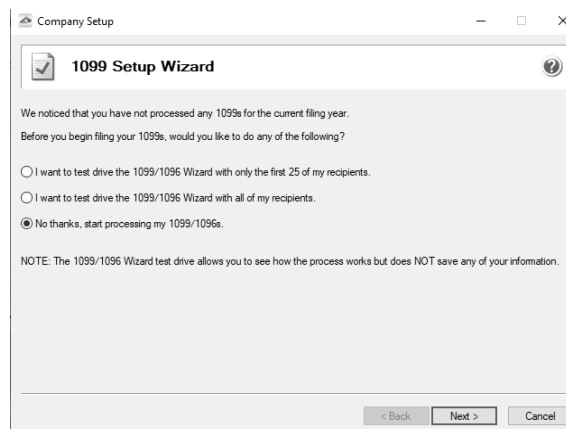 Company Setup
1099 Setup Wizard
We noticed that you have not processed any 1099s for the current filing year.
Before you begin filing your 1099s, would you like to do any of the following?
I want to test drive the 1099/1096 Wizard with only the first 25 of my recipients.
I want to test drive the 1099/1096 Wizard with all of my recipients.
No thanks, start processing my 1099/1096s.
NOTE: The 1099/1096 Wizard test drive allows you to see how the process works but does NOT save any of your information.
< Back Next > Cancel